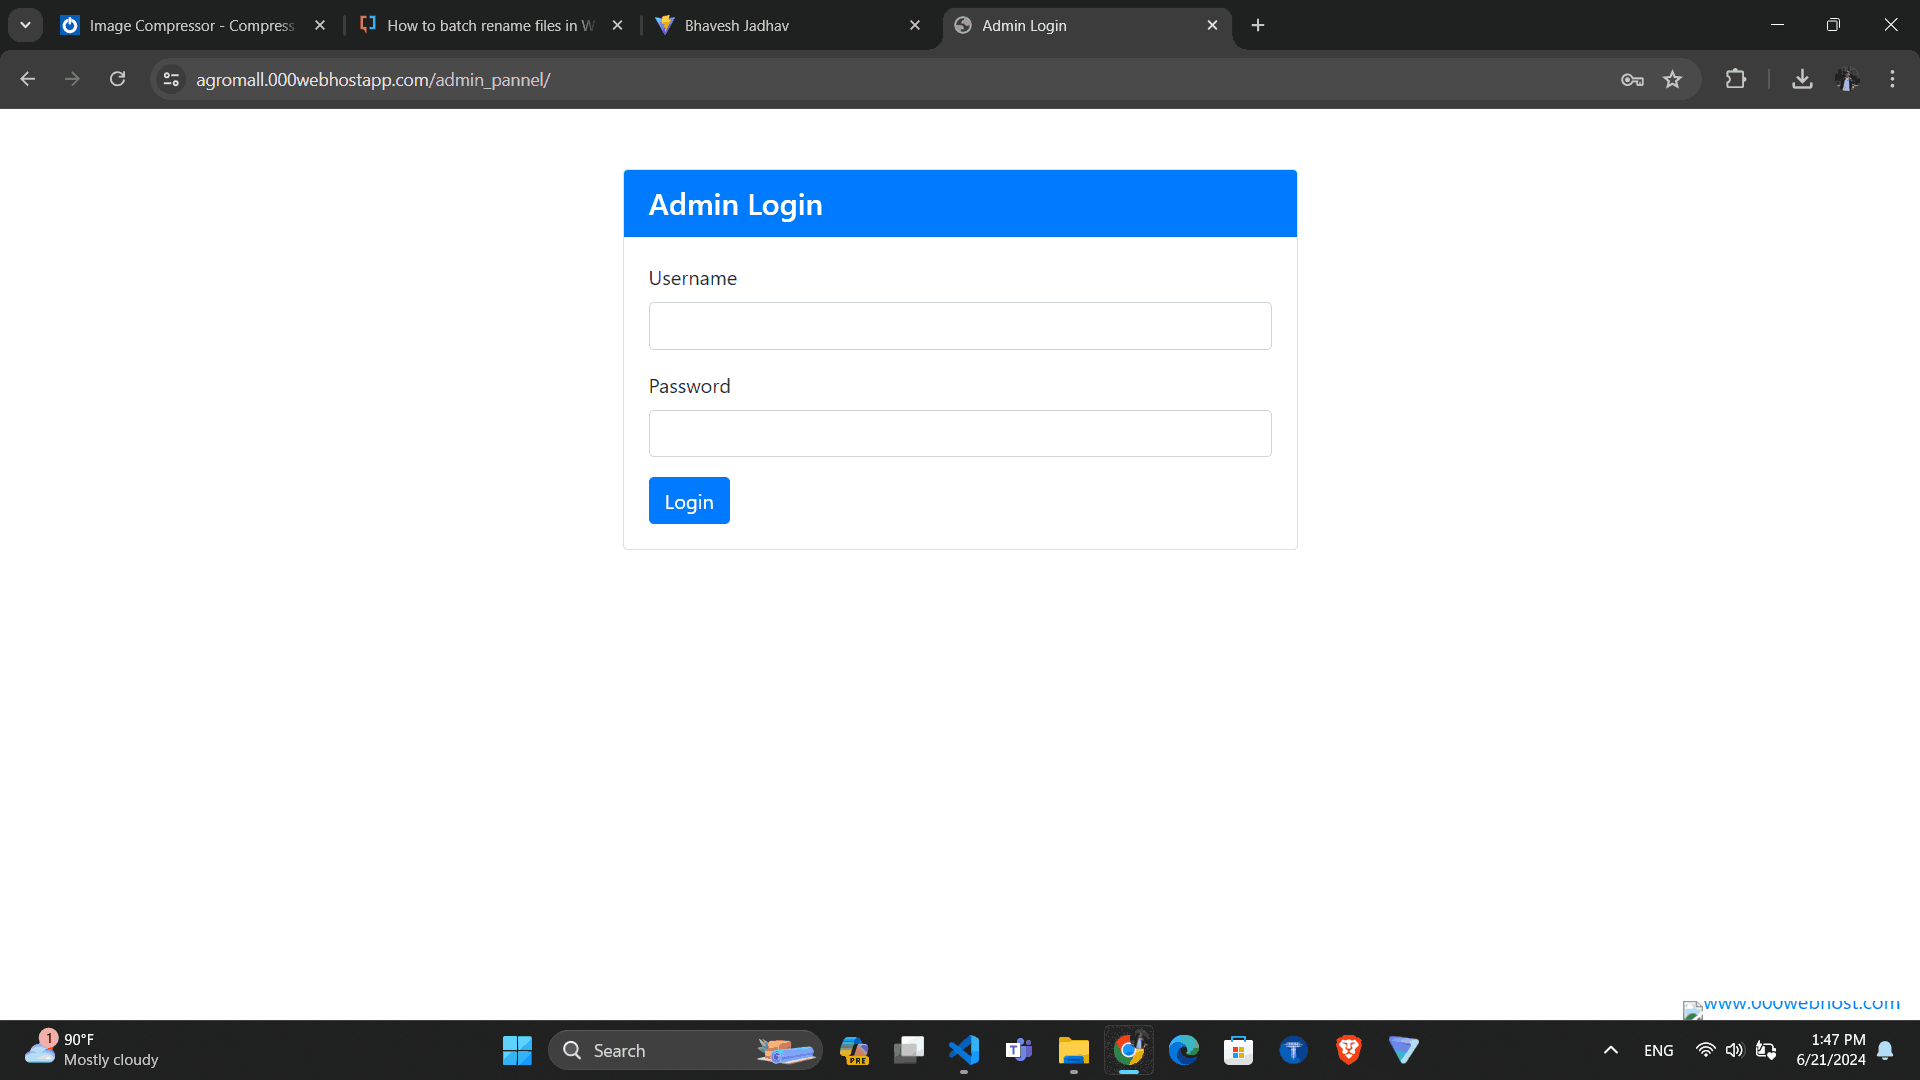 Image Compressor - Compress
How to batch rename files in W
Bhavesh Jadhav
Admin Login
agromall.000webhostapp.com/admin_pannel/
Admin Login
Username
Password
Login
www.000webhost.com
1
90°F
Mostly cloudy
Search
PRE
ENG
1:47 PM
6/21/2024